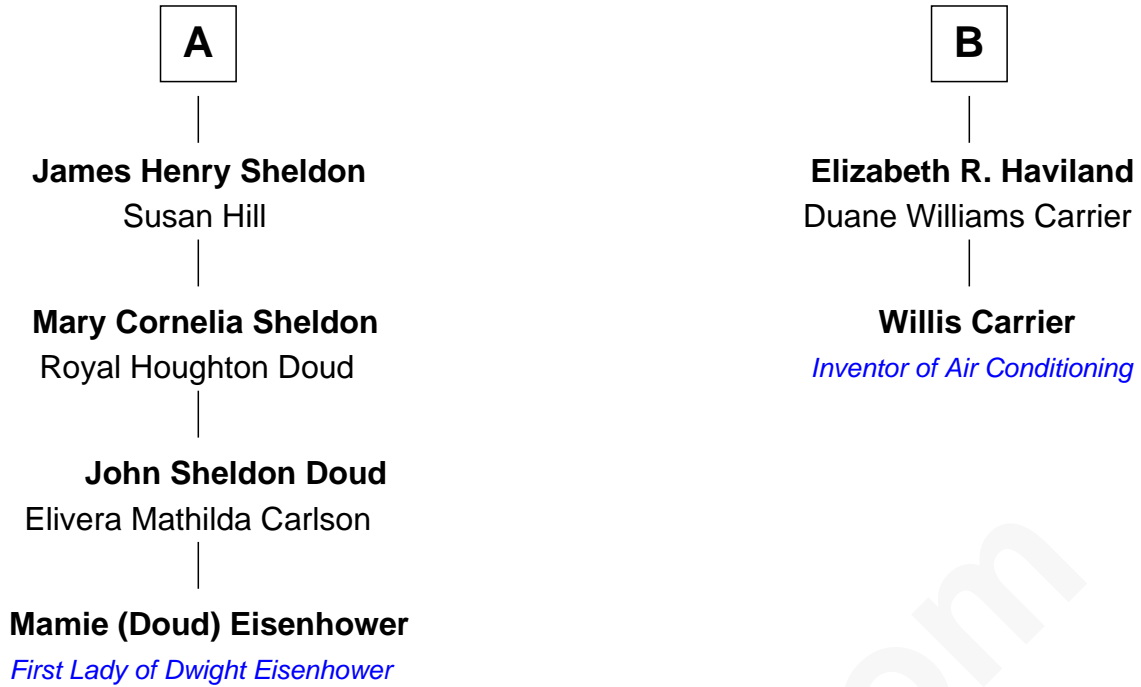 A
James Henry Sheldon
Susan Hill
Mary Cornelia Sheldon
Royal Houghton Doud
John Sheldon Doud
Elivera Mathilda Carlson
Mamie (Doud) Eisenhower
First Lady of Dwight Eisenhower
B
Elizabeth R. Haviland
Duane Williams Carrier
Willis Carrier
Inventor of Air Conditioning
om